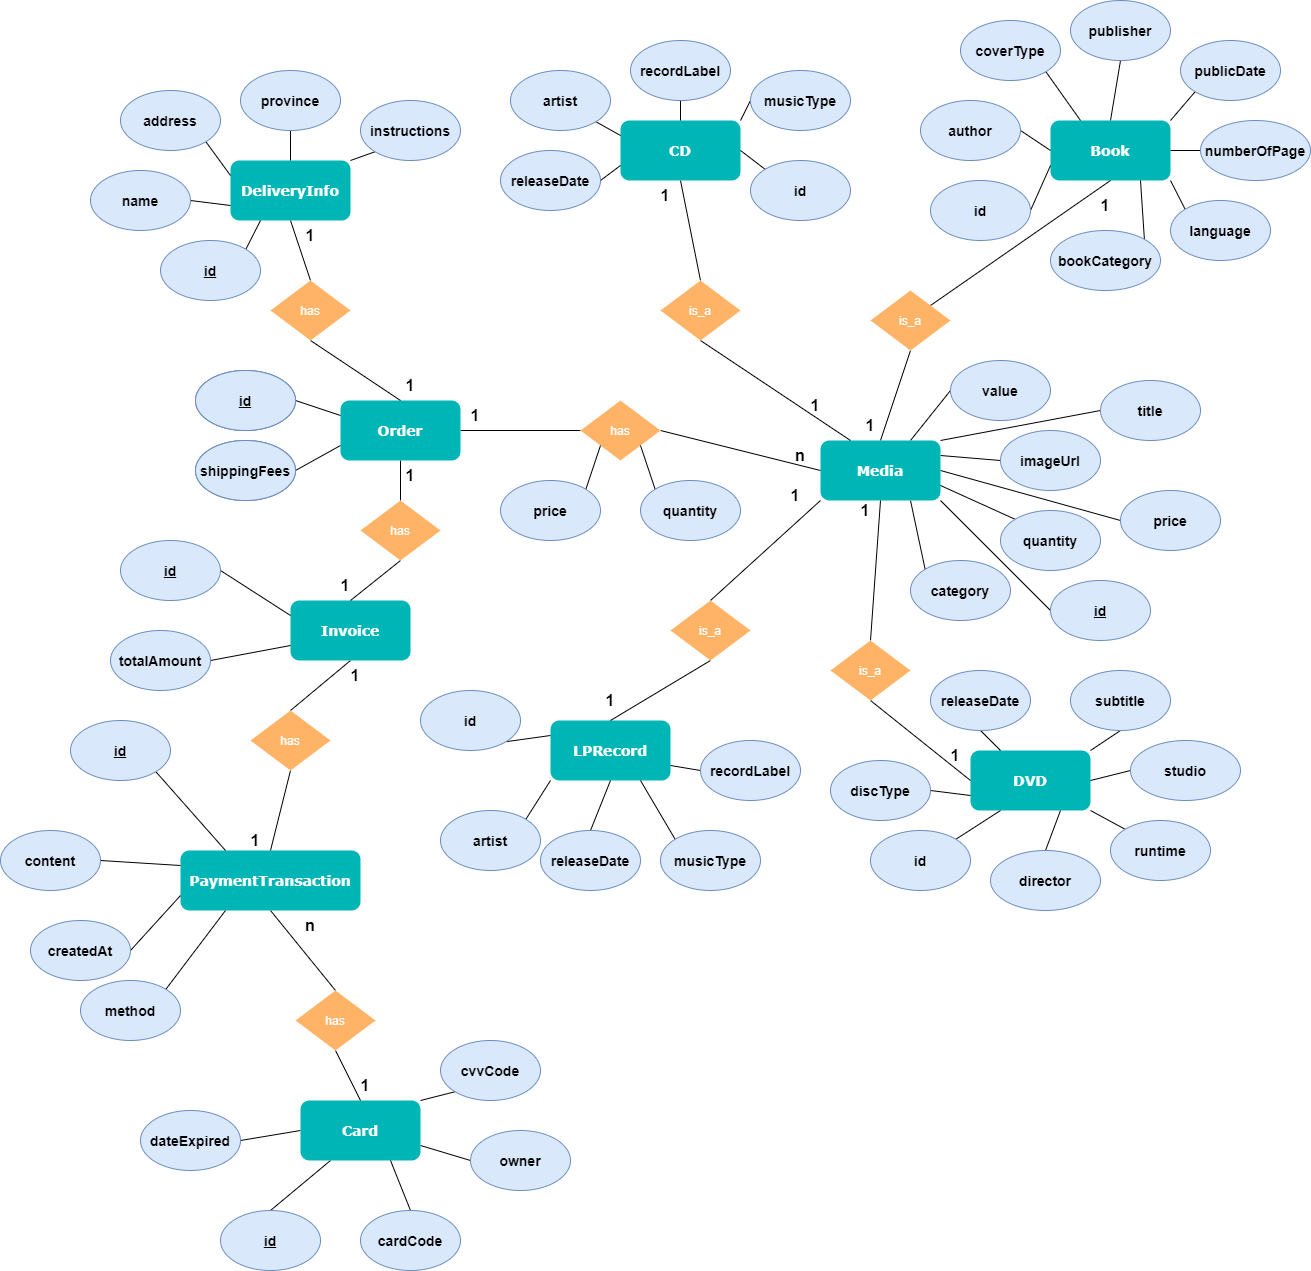 publisher
coverType
recordLabel
publicDate
artist
musicType
province
address
instructions
author
CD
Book
numberOfPage
releaseDate
id
DeliveryInfo
name
1
1
id
language
1
id
bookCategory
has
is_a
is_a
1
value
id
1
1
title
1
Order
has
Media
imageUrl
n
shippingFees
1
1
price
quantity
1
price
has
quantity
id
1
category
id
Invoice
is_a
totalAmount
is_a
1
1
id
releaseDate
subtitle
id
has
LPRecord
1
recordLabel
studio
DVD
discType
1
artist
content
releaseDate
musicType
id
runtime
PaymentTransaction
director
n
createdAt
method
has
cvvCode
1
dateExpired
Card
owner
id
cardCode